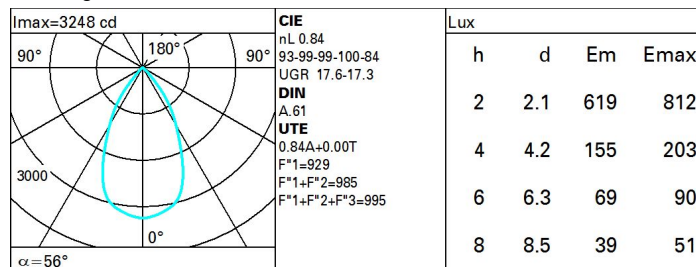 Imax=3248 cd
90° 180° 90°
3000
0°
α=56°
CIE
nL 0.84
93-99-99-100-84
UGR 17.6-17.3
DIN
A.61
UTE
0.84A+0.00T
F"1=929
F"1+F"2=985
F"1+F"2+F"3=995
Lux
h d Em Emax
2 2.1 619 812
4 4.2 155 203
6 6.3 69 90
8 8.5 39 51